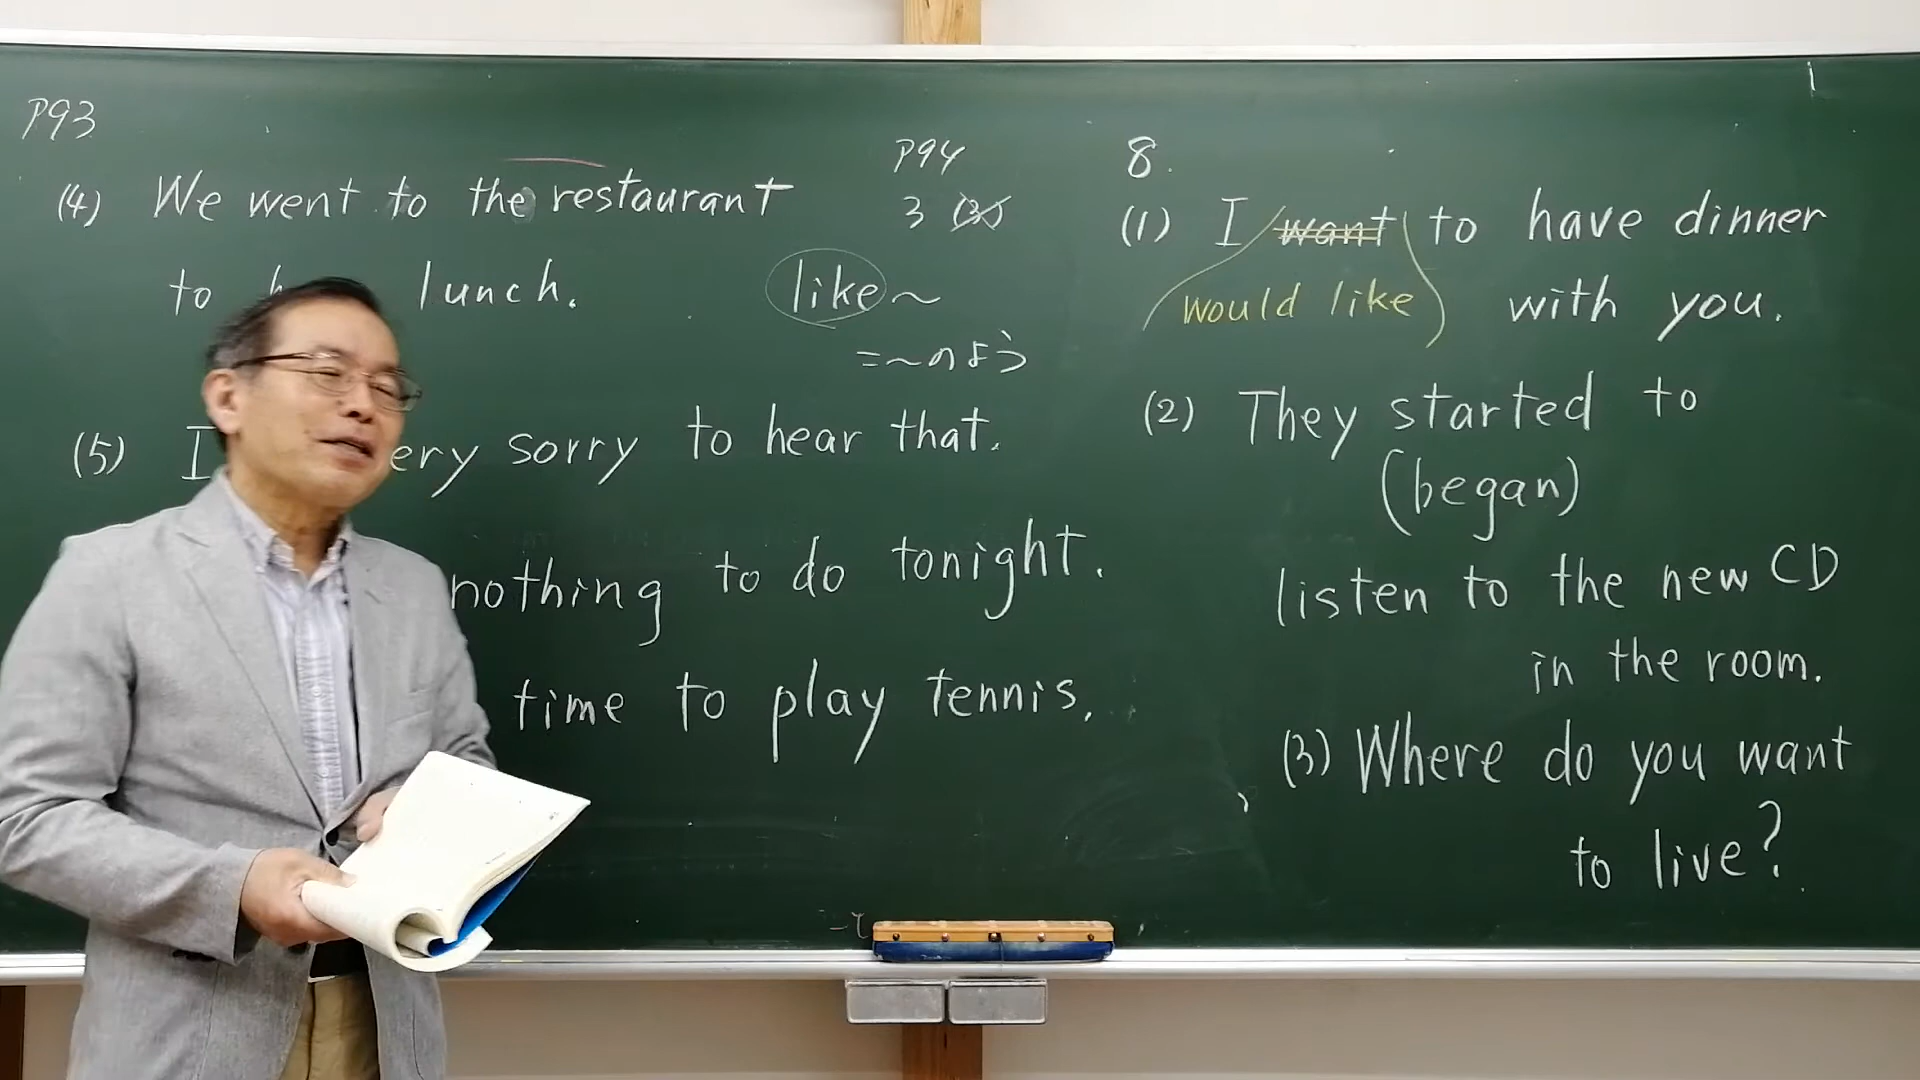 P93
(4) We went to the restaurant
to h lunch.
(5) I ery sorry to hear that.
nothing to do tonight.
time to play tennis.
P94
3 (3)
like ~
=~のよう
8.
(1) I want to have dinner
would like with you.
(2) They started to
(began)
listen to the new CD
in the room.
(3) Where do you want
to live?